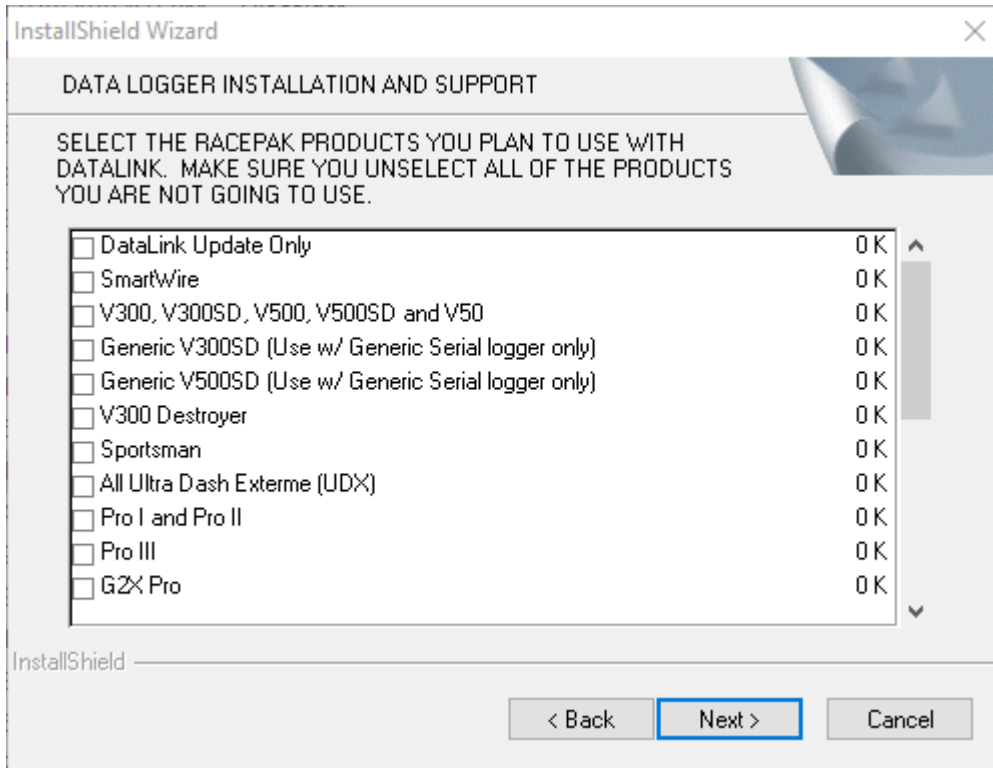 InstallShield Wizard
DATA LOGGER INSTALLATION AND SUPPORT
SELECT THE RACEPAK PRODUCTS YOU PLAN TO USE WITH
DATALINK. MAKE SURE YOU UNSELECT ALL OF THE PRODUCTS
YOU ARE NOT GOING TO USE.
DataLink Update Only 0 K
SmartWire 0 K
V300, V300SD, V500, V500SD and V50 0 K
Generic V300SD (Use w/ Generic Serial logger only) 0 K
Generic V500SD (Use w/ Generic Serial logger only) 0 K
V300 Destroyer 0 K
Sportsman 0 K
All Ultra Dash Externe (UDX) 0 K
Pro I and Pro II 0 K
Pro III 0 K
G2X Pro 0 K
InstallShield
< Back Next > Cancel